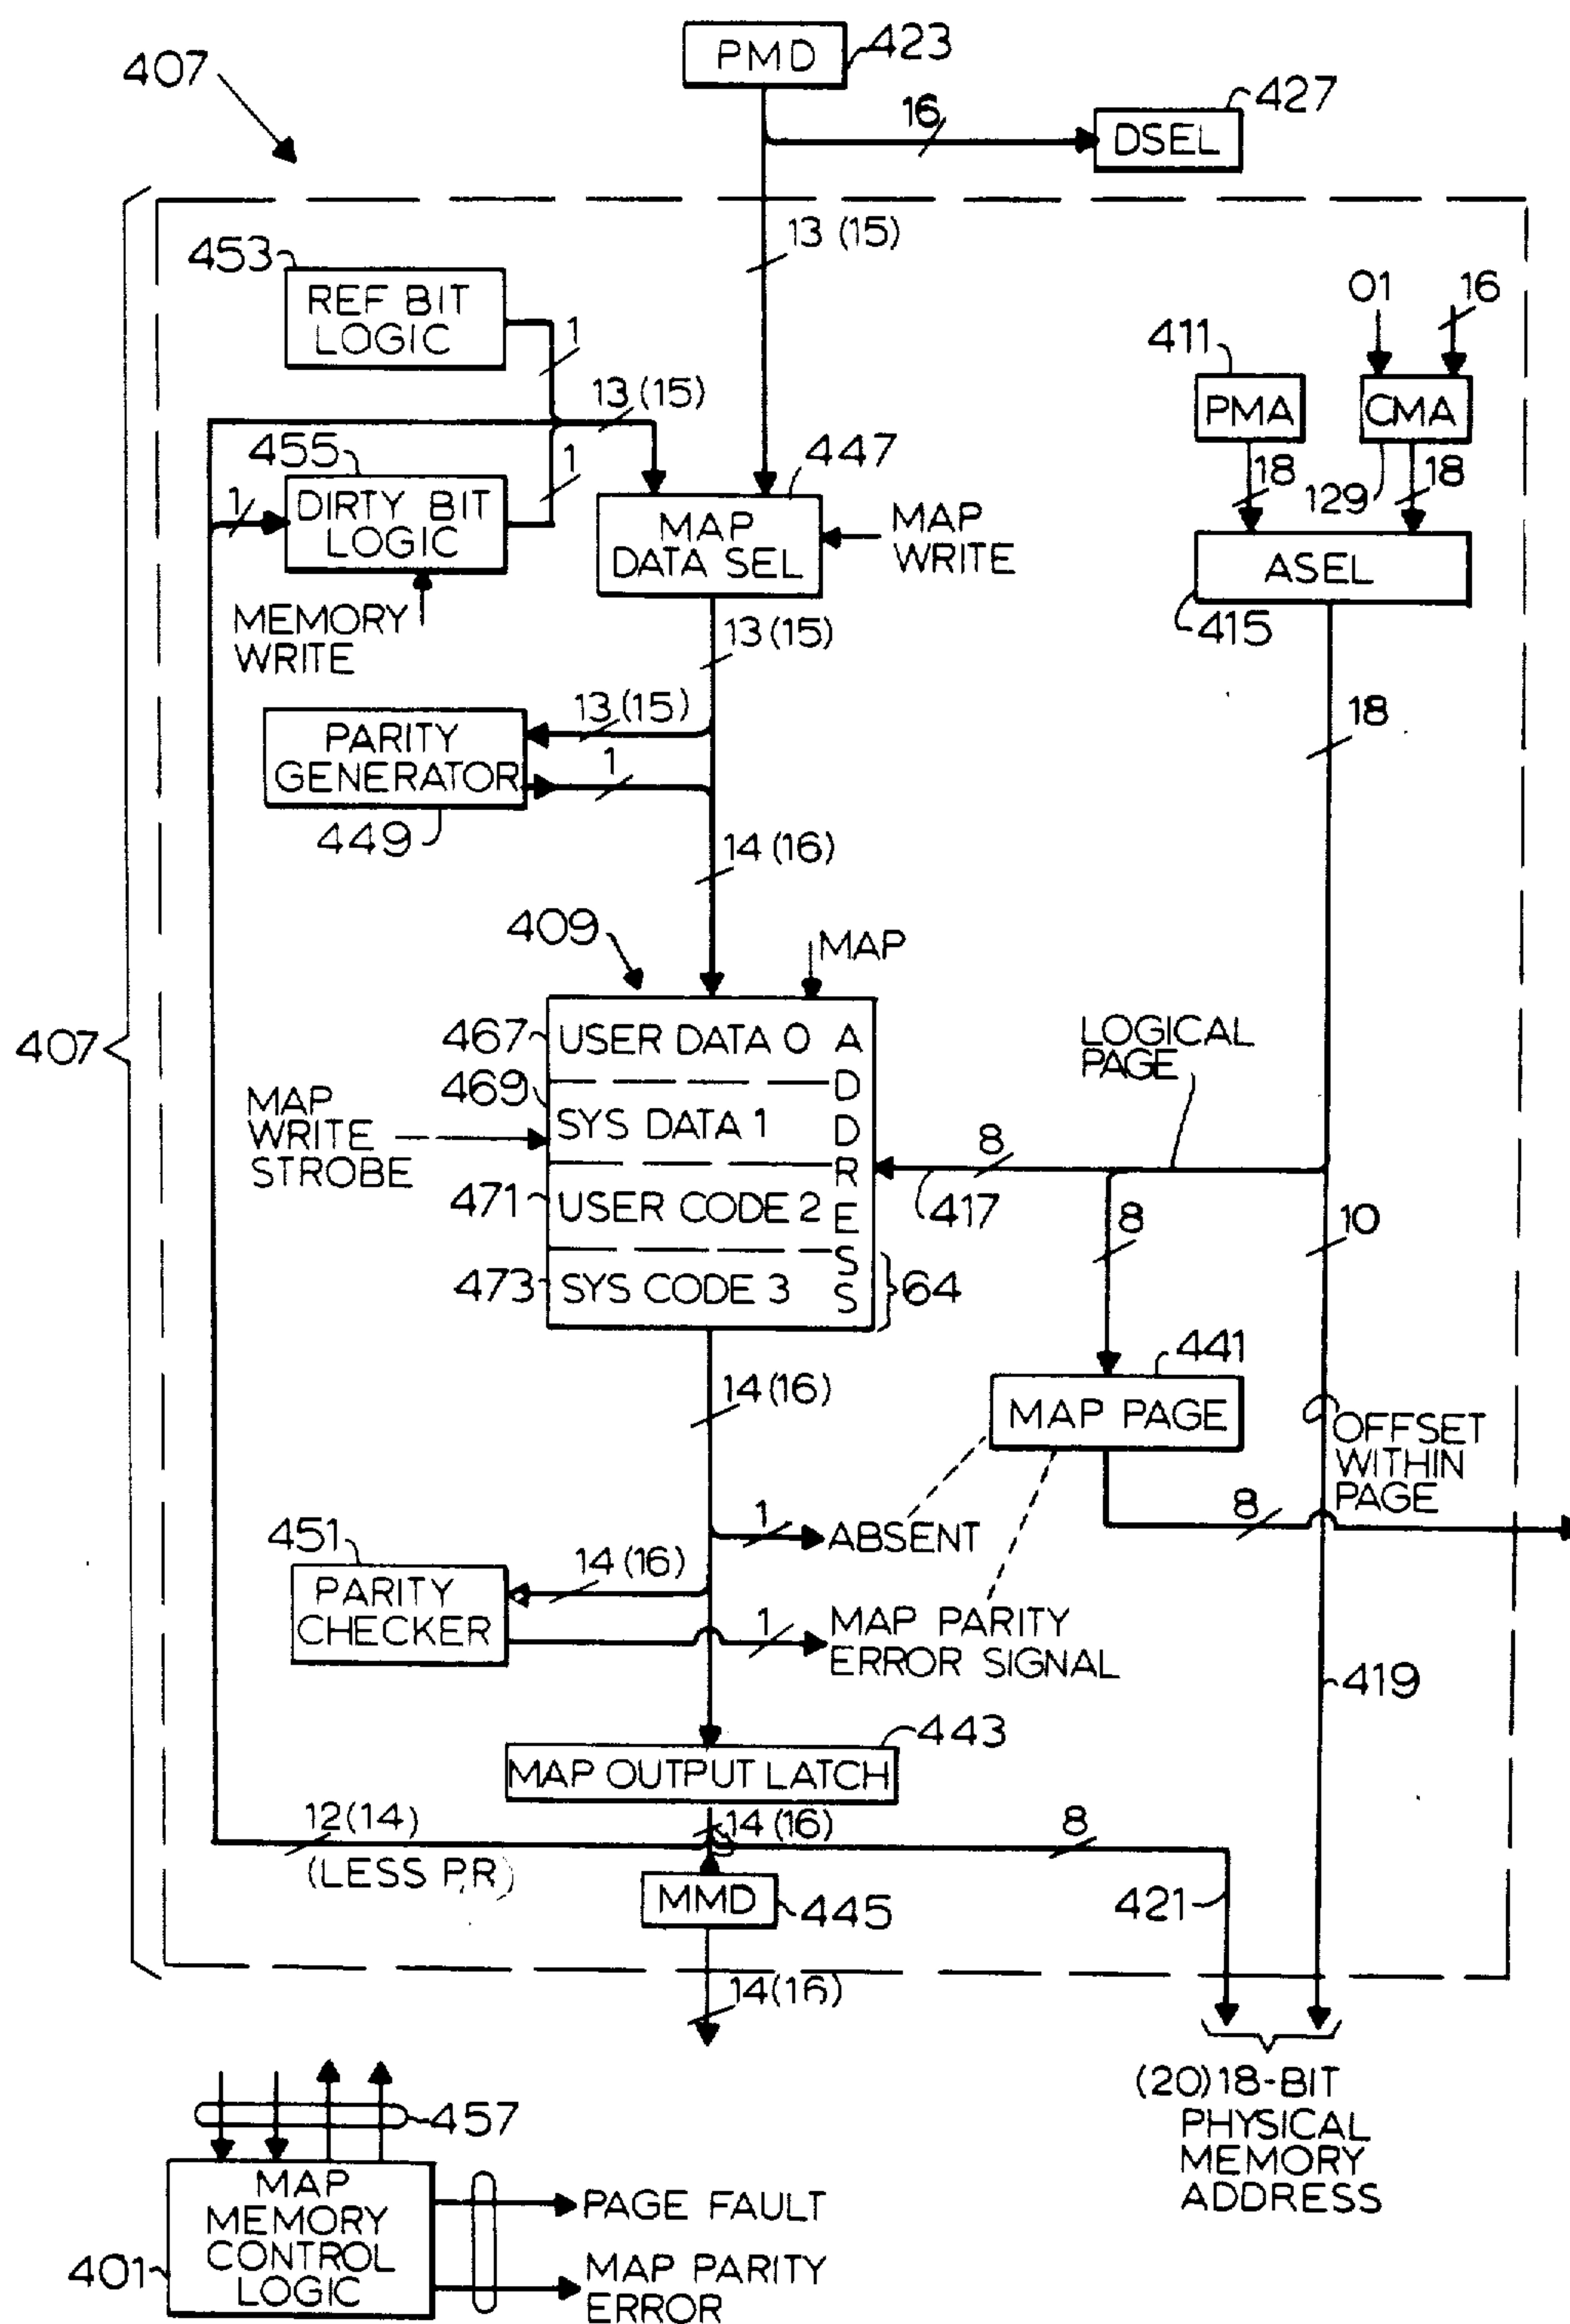 PMD
423
407
16
427
DSEL
13 (15)
453
REF BIT
LOGIC
1
01
16
411
PMA
CMA
13 (15)
455
1
447
18
129
18
1
DIRTY BIT
LOGIC
MAP
DATA SEL
MAP
WRITE
ASEL
415
MEMORY
WRITE
13 (15)
13 (15)
18
PARITY
GENERATOR
1
449
14 (16)
409
MAP
407
467
USER DATA 0
ADDRESS
LOGICAL
PAGE
469
SYS DATA 1
MAP
WRITE
STROBE
8
417
471
USER CODE 2
8
10
473
SYS CODE 3
64
441
14 (16)
MAP PAGE
OFFSET
WITHIN
PAGE
8
1
ABSENT
451
14 (16)
PARITY
CHECKER
1
MAP PARITY
ERROR SIGNAL
419
443
MAP OUTPUT LATCH
12 (14)
14 (16)
8
(LESS P,R)
MMD
445
421
14 (16)
(20) 18-BIT
PHYSICAL
MEMORY
ADDRESS
457
MAP
MEMORY
CONTROL
LOGIC
401
PAGE FAULT
MAP PARITY
ERROR